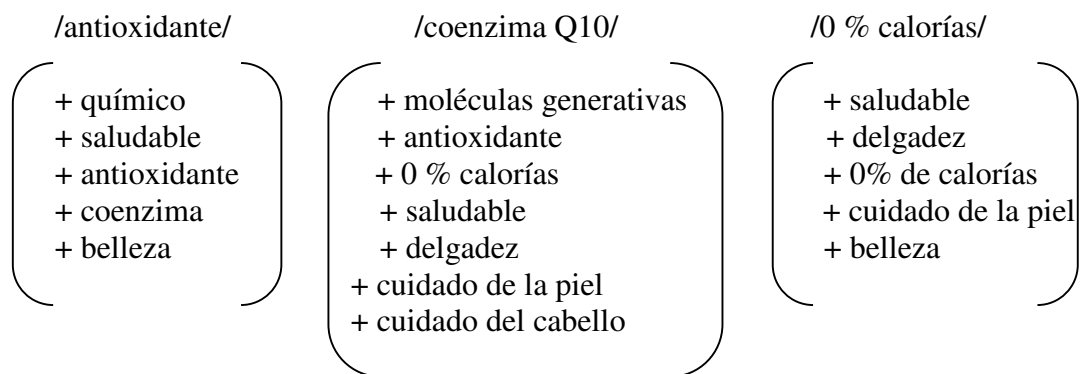 /antioxidante/
+ químico
+ saludable
+ antioxidante
+ coenzima
+ belleza
/coenzima Q10/
+ moléculas generativas
+ antioxidante
+ 0 % calorías
+ saludable
+ delgadez
+ cuidado de la piel
+ cuidado del cabello
/0 % calorías/
+ saludable
+ delgadez
+ 0% de calorías
+ cuidado de la piel
+ belleza